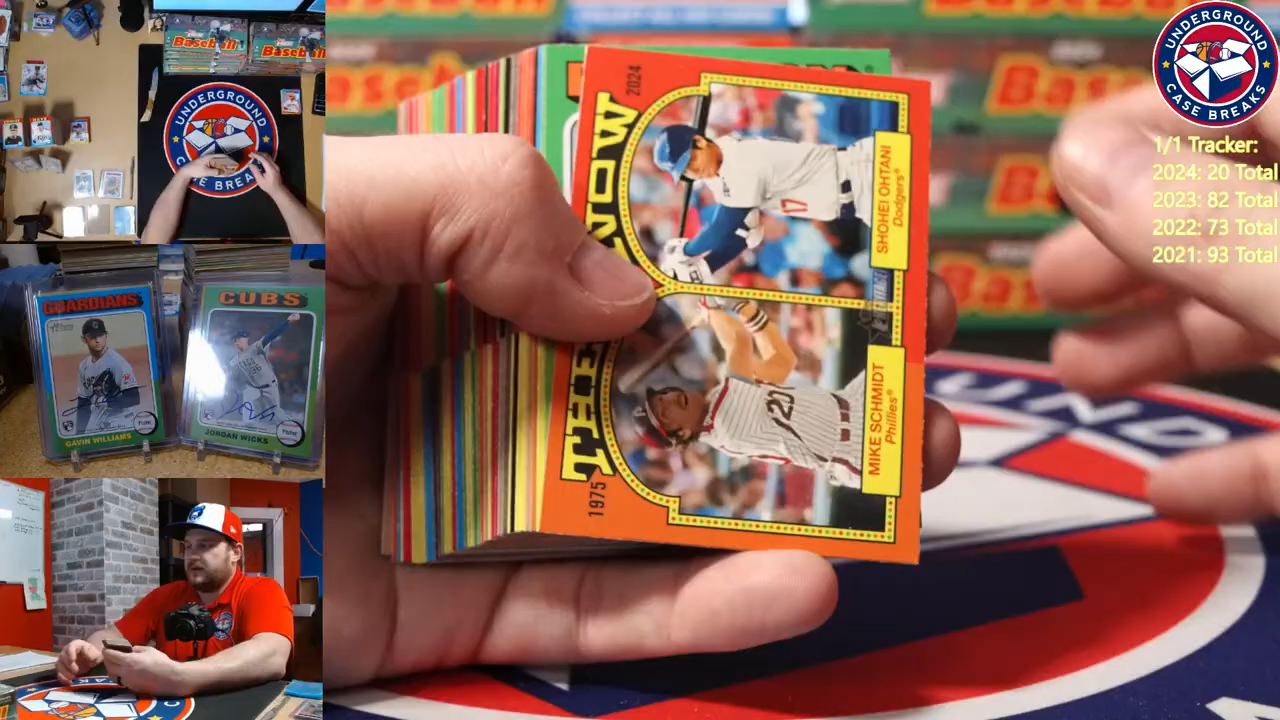 Baseball
Baseball
UNDERGROUND
CASE BREAKS
GUARDIANS
GAVIN WILLIAMS
CUBS
JORDAN WICKS
2024
NOW
SHOHEI OHTANI
Dodgers®
1975
MIKE SCHMIDT
Phillies®
17
20
UNDERGROUND
CASE BREAKS
1/1 Tracker:
2024: 20 Total
2023: 82 Total
2022: 73 Total
2021: 93 Total